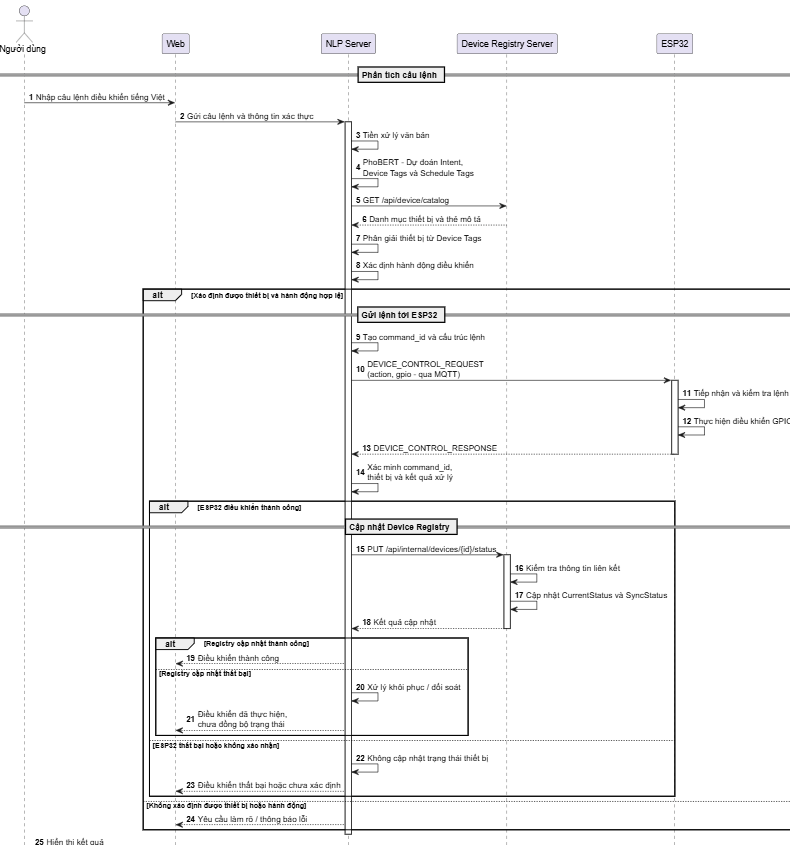 Người dùng
Web
NLP Server
Device Registry Server
ESP32
Phân tích câu lệnh
1 Nhập câu lệnh điều khiển tiếng Việt
2 Gửi câu lệnh và thông tin xác thực
3 Tiền xử lý văn bản
4 PhoBERT - Dự đoán Intent,
Device Tags và Schedule Tags
5 GET /api/device/catalog
6 Danh mục thiết bị và thẻ mô tả
7 Phân giải thiết bị từ Device Tags
8 Xác định hành động điều khiển
alt [Xác định được thiết bị và hành động hợp lệ]
Gửi lệnh tới ESP32
9 Tạo command_id và cấu trúc lệnh
10 DEVICE_CONTROL_REQUEST
(action, gpio - qua MQTT)
11 Tiếp nhận và kiểm tra lệnh
12 Thực hiện điều khiển GPIO
13 DEVICE_CONTROL_RESPONSE
14 Xác minh command_id,
thiết bị và kết quả xử lý
alt [ESP32 điều khiển thành công]
Cập nhật Device Registry
15 PUT /api/internal/devices/{id}/status
16 Kiểm tra thông tin liên kết
17 Cập nhật CurrentStatus và SyncStatus
18 Kết quả cập nhật
alt [Registry cập nhật thành công]
19 Điều khiển thành công
[Registry cập nhật thất bại]
20 Xử lý khôi phục / đối soát
21 Điều khiển đã thực hiện,
chưa đồng bộ trạng thái
[ESP32 thất bại hoặc không xác nhận]
22 Không cập nhật trạng thái thiết bị
23 Điều khiển thất bại hoặc chưa xác định
[Không xác định được thiết bị hoặc hành động]
24 Yêu cầu làm rõ / thông báo lỗi
25 Hiển thị kết quả